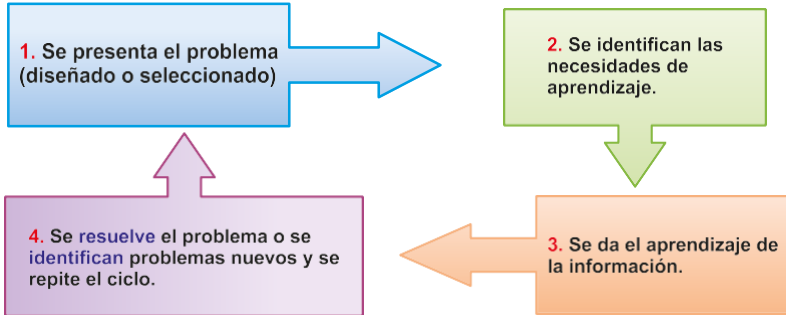 1. Se presenta el problema
(diseñado o seleccionado)
2. Se identifican las
necesidades de
aprendizaje.
3. Se da el aprendizaje de
la información.
4. Se resuelve el problema o se
identifican problemas nuevos y se
repite el ciclo.